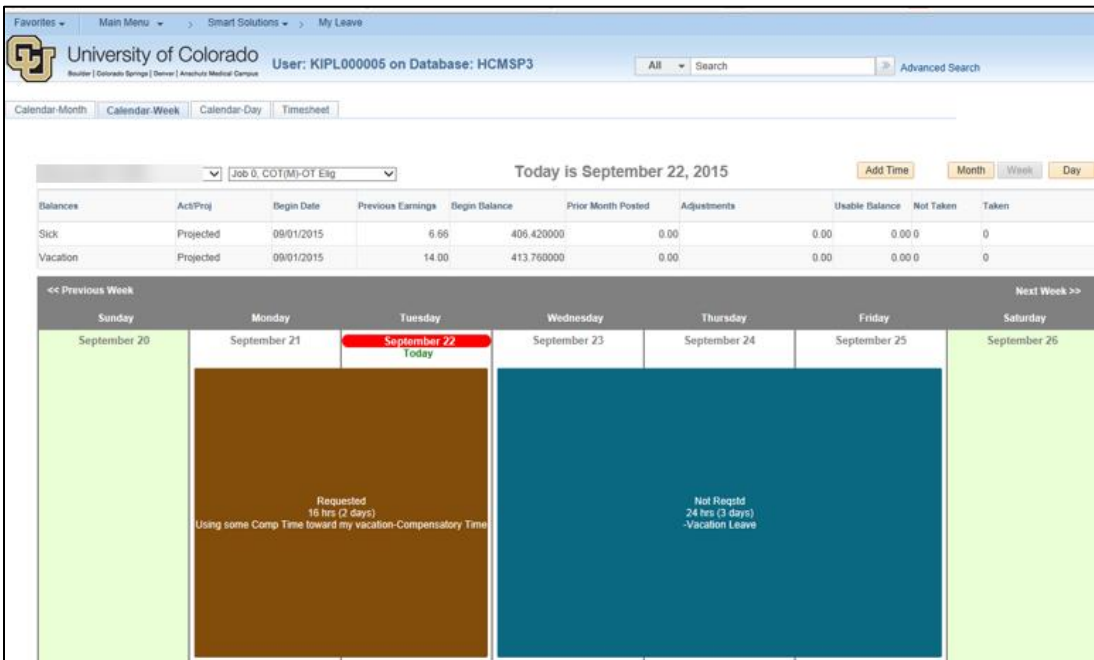 Favorites Main Menu > Smart Solutions > My Leave
University of Colorado
Boulder | Colorado Springs | Denver | Anschutz Medical Campus
User: KIPL000005 on Database: HCMSP3
All Search » Advanced Search
Calendar-Month Calendar-Week Calendar-Day Timesheet
Job 0, COT(M)-OT Elig Today is September 22, 2015 Add Time Month Week Day
Balances Act/Proj Begin Date Previous Earnings Begin Balance Prior Month Posted Adjustments Usable Balance Not Taken Taken
Sick Projected 09/01/2015 6.66 406.420000 0.00 0.00 0.00 0 0
Vacation Projected 09/01/2015 14.00 413.760000 0.00 0.00 0.00 0 0
<< Previous Week Next Week >>
Sunday Monday Tuesday Wednesday Thursday Friday Saturday
September 20 September 21 September 22 September 23 September 24 September 25 September 26
Today
Requested
16 hrs (2 days)
Using some Comp Time toward my vacation-Compensatory Time
Not Reqstd
24 hrs (3 days)
-Vacation Leave